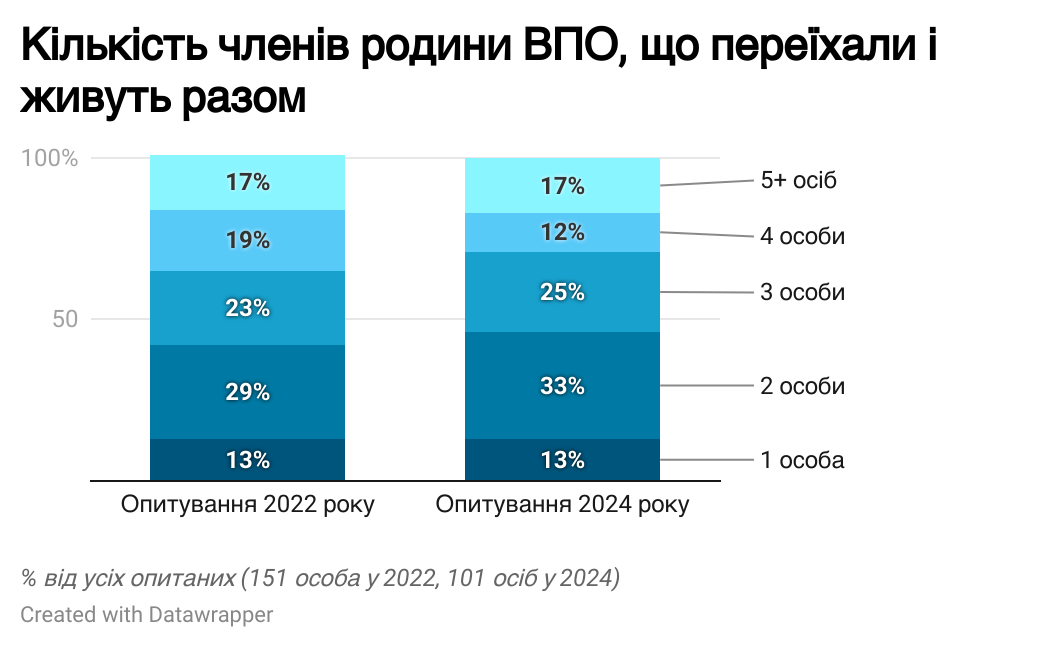 Кількість членів родини ВПО, що переїхали і
живуть разом
100%
17%
17%
5+ осіб
19%
12%
4 особи
23%
25%
3 особи
50
29%
33%
2 особи
13%
13%
1 особа
Опитування 2022 року
Опитування 2024 року
% від усіх опитаних (151 особа у 2022, 101 осіб у 2024)
Created with Datawrapper